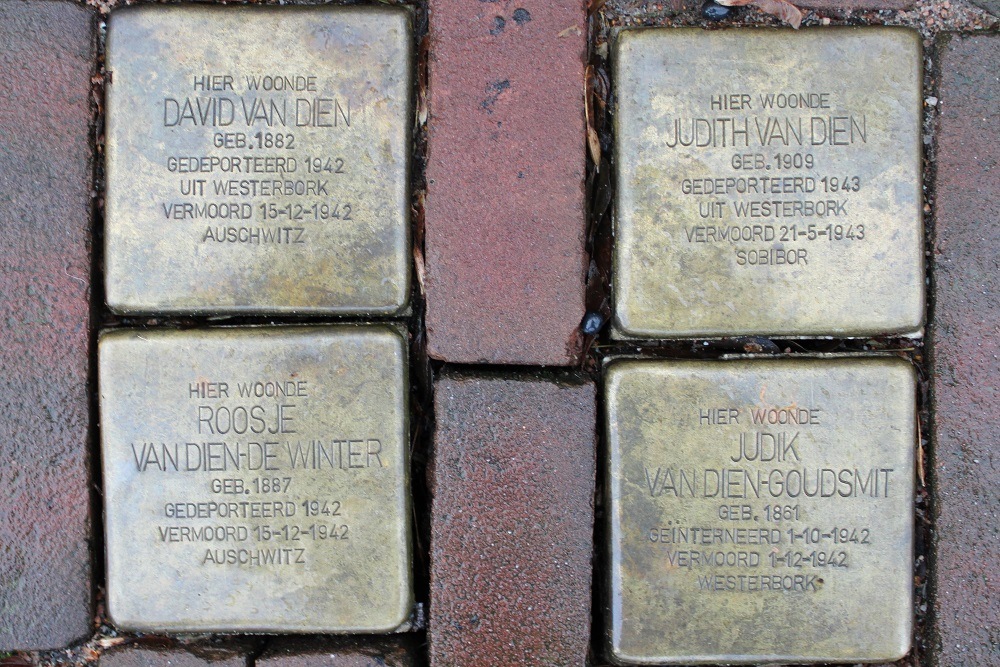 HIER WOONDE
DAVID VAN DIEN
GEB. 1882
GEDEPORTEERD 1942
UIT WESTERBORK
VERMOORD 15-12-1942
AUSCHWITZ
HIER WOONDE
JUDITH VAN DIEN
GEB. 1909
GEDEPORTEERD 1943
UIT WESTERBORK
VERMOORD 21-5-1943
SOBIBOR
HIER WOONDE
ROOSJE
VAN DIEN-DE WINTER
GEB. 1887
GEDEPORTEERD 1942
VERMOORD 15-12-1942
AUSCHWITZ
HIER WOONDE
JUDIK
VAN DIEN-GOUDSMIT
GEB. 1861
GEÏNTERNEERD 1-10-1942
VERMOORD 1-12-1942
WESTERBORK